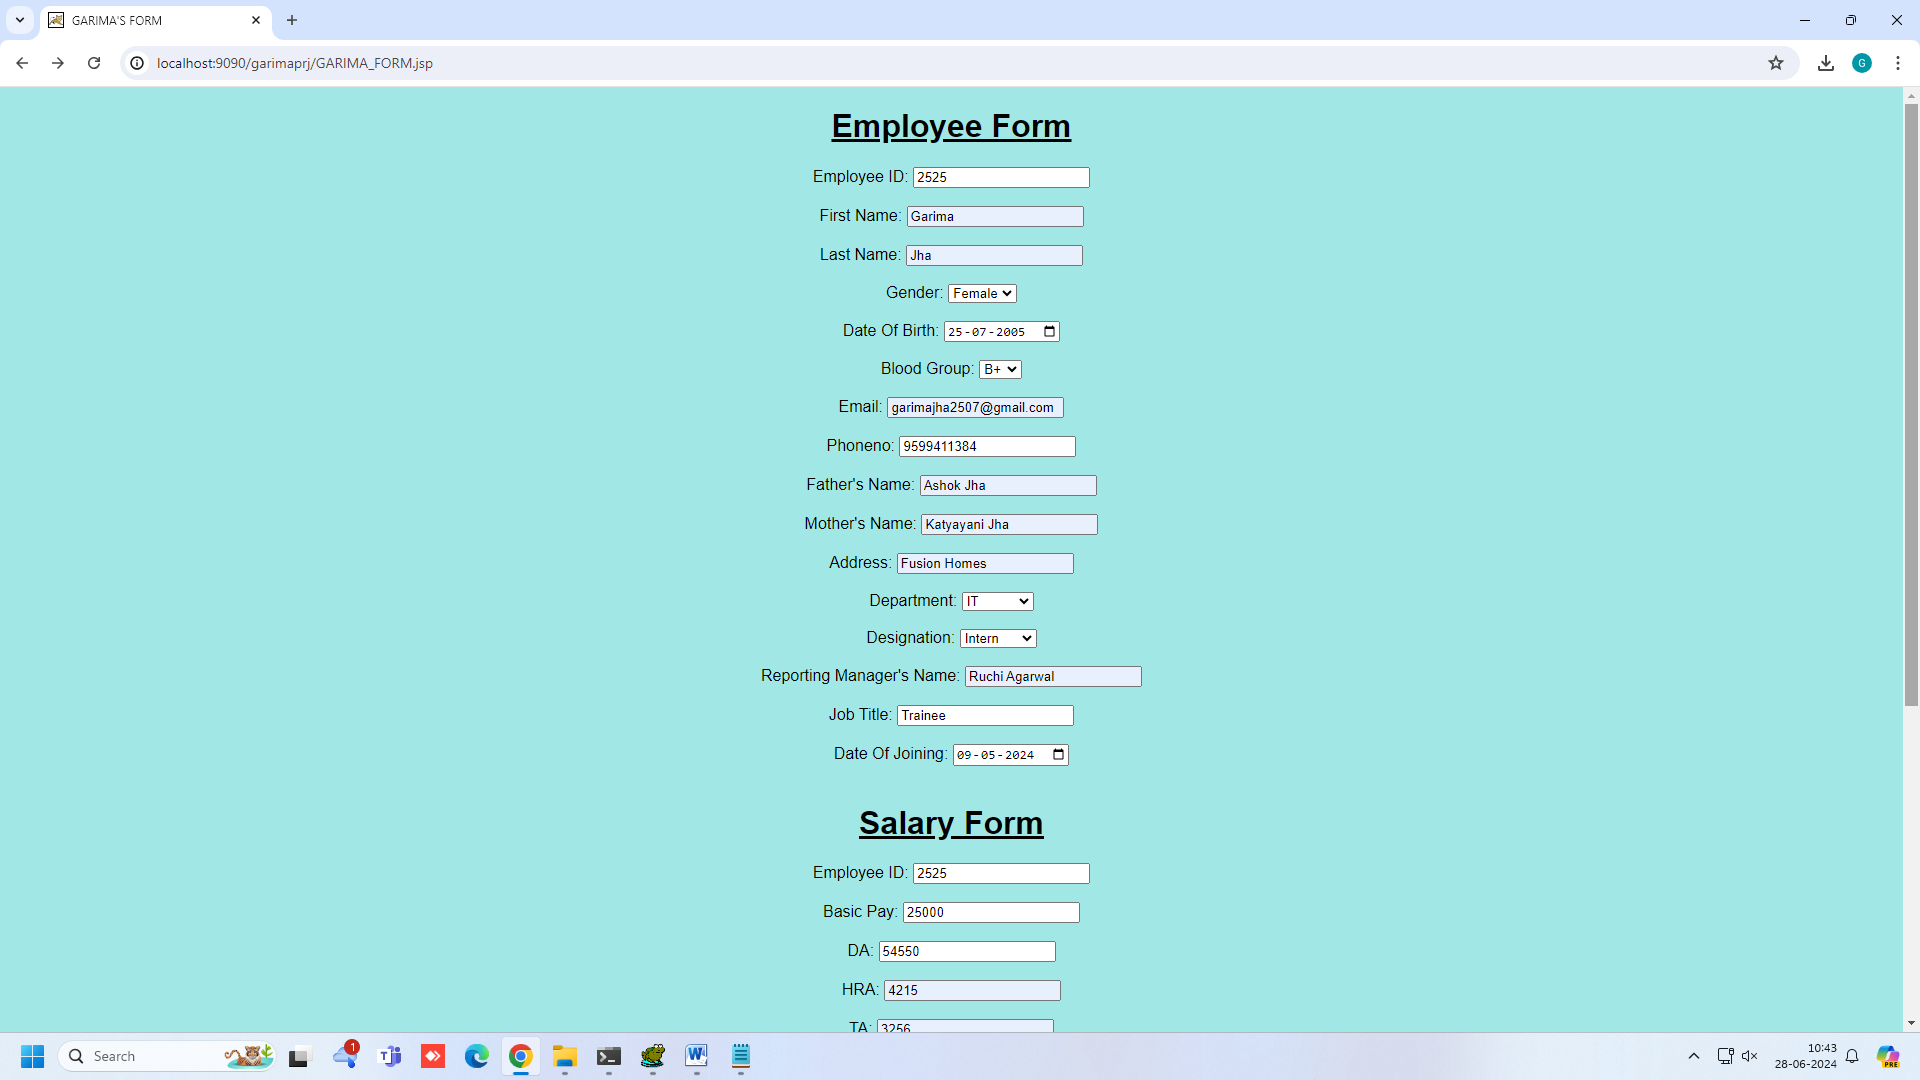 GARIMA'S FORM
localhost:9090/garimaprj/GARIMA_FORM.jsp
G
Employee Form
Employee ID: 2525
First Name: Garima
Last Name: Jha
Gender: Female
Date Of Birth: 25-07-2005
Blood Group: B+
Email: garimajha2507@gmail.com
Phoneno: 9599411384
Father's Name: Ashok Jha
Mother's Name: Katyayani Jha
Address: Fusion Homes
Department: IT
Designation: Intern
Reporting Manager's Name: Ruchi Agarwal
Job Title: Trainee
Date Of Joining: 09-05-2024
Salary Form
Employee ID: 2525
Basic Pay: 25000
DA: 54550
HRA: 4215
TA: 3256
Search
1
10:43
28-06-2024
PRE